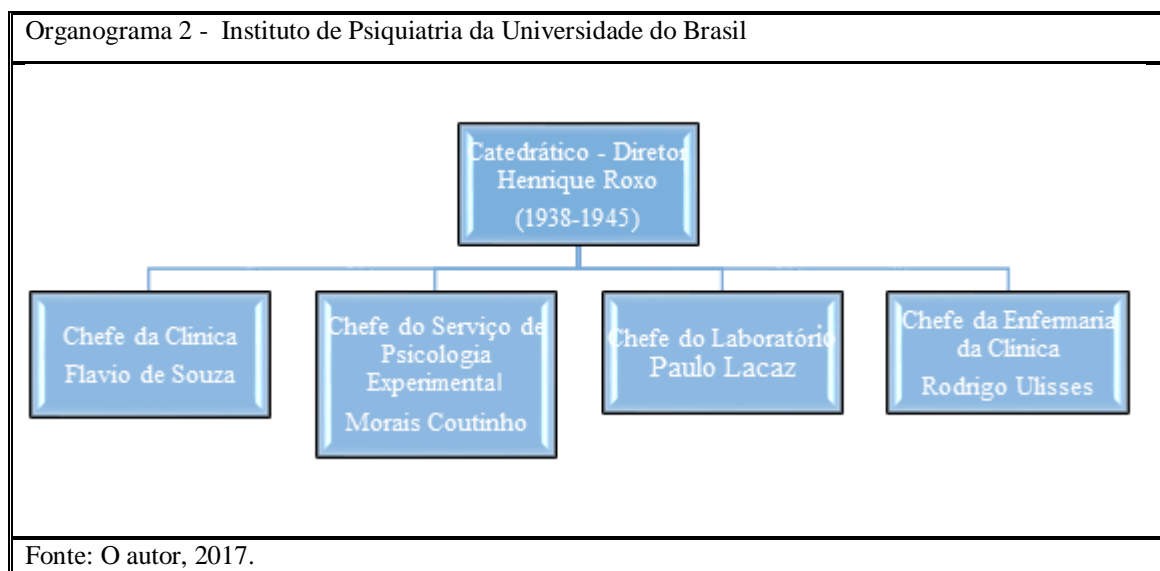 Organograma 2 - Instituto de Psiquiatria da Universidade do Brasil
Catedrático - Diretor
Henrique Roxo
(1938-1945)
Chefe da Clinica
Flavio de Souza
Chefe do Serviço de
Psicologia
Experimental
Morais Coutinho
Chefe do Laboratório
Paulo Lacaz
Chefe da Enfermaria
da Clínica
Rodrigo Ulisses
Fonte: O autor, 2017.